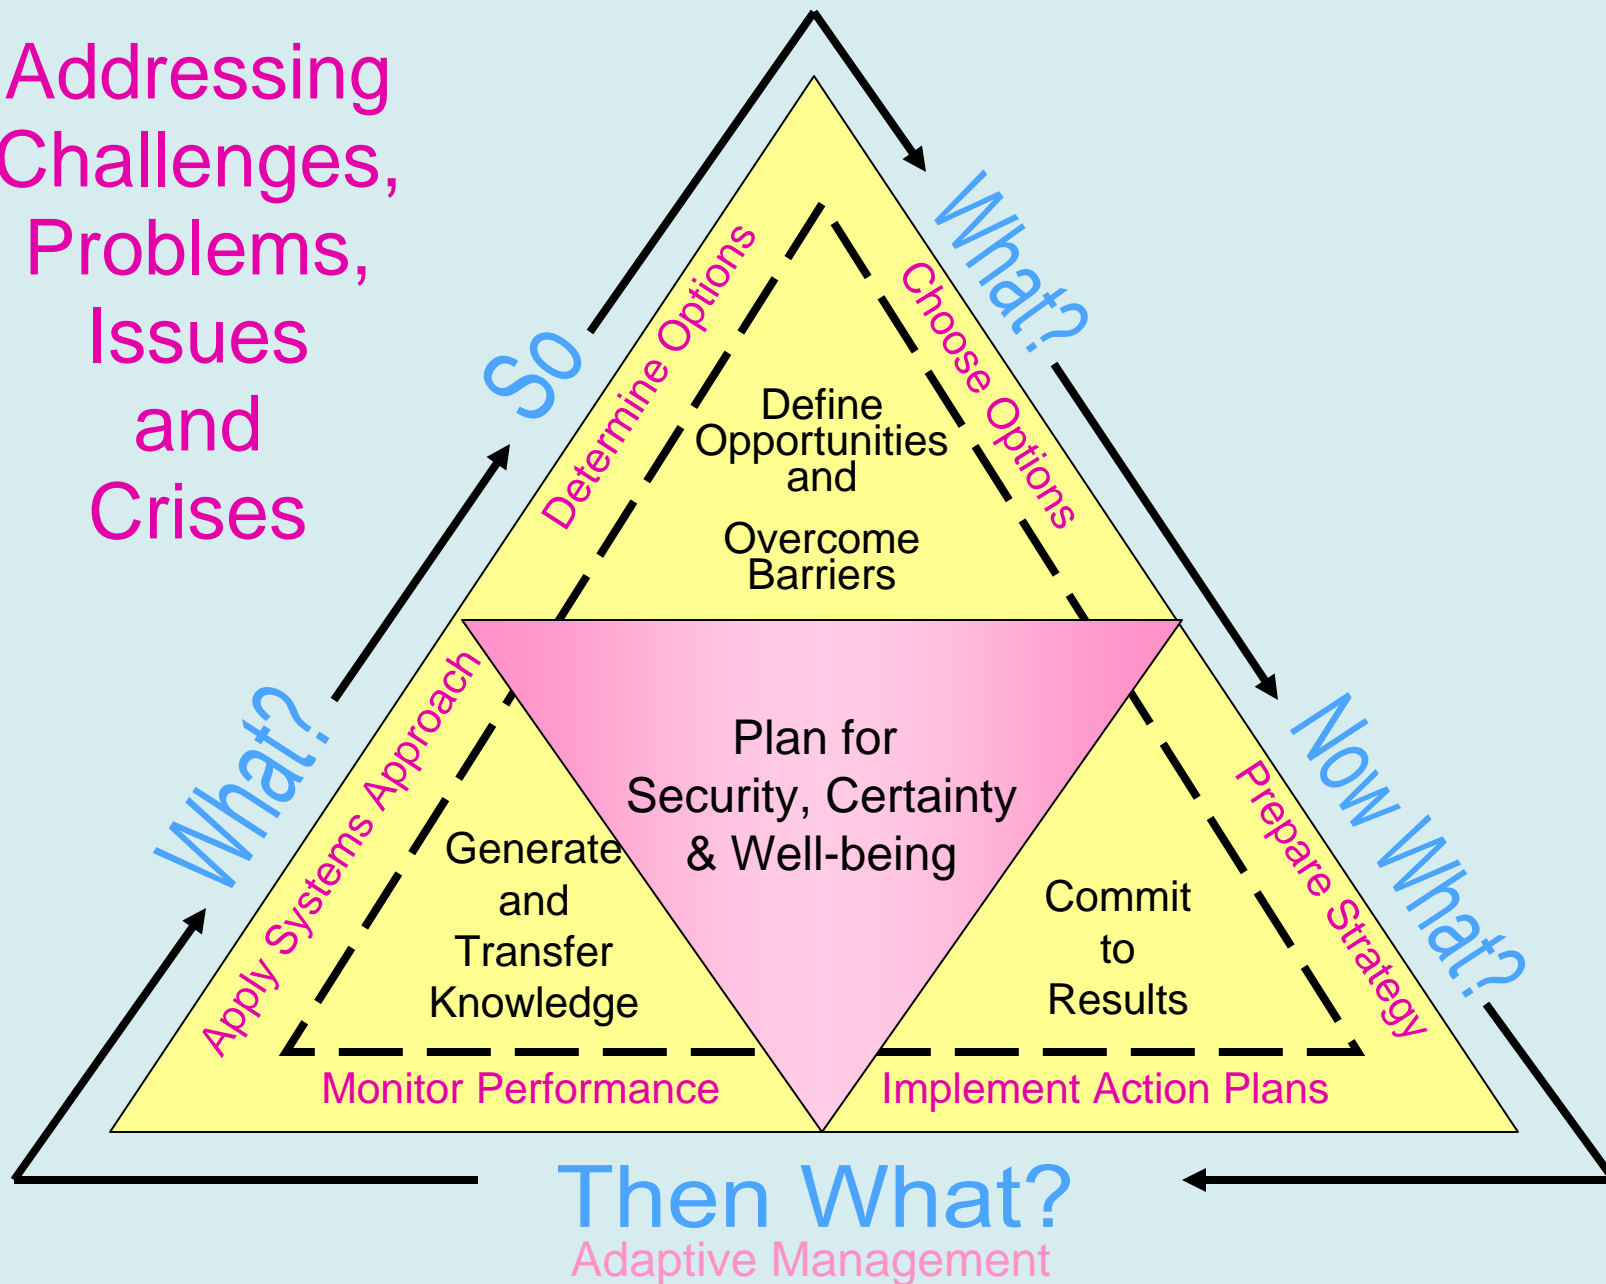 Addressing
Challenges,
Problems,
Issues
and
Crises
What?
So
What?
Now What?
Then What?
Adaptive Management
Apply Systems Approach
Determine Options
Choose Options
Prepare Strategy
Implement Action Plans
Monitor Performance
Define
Opportunities
and
Overcome
Barriers
Plan for
Security, Certainty
& Well-being
Generate
and
Transfer
Knowledge
Commit
to
Results